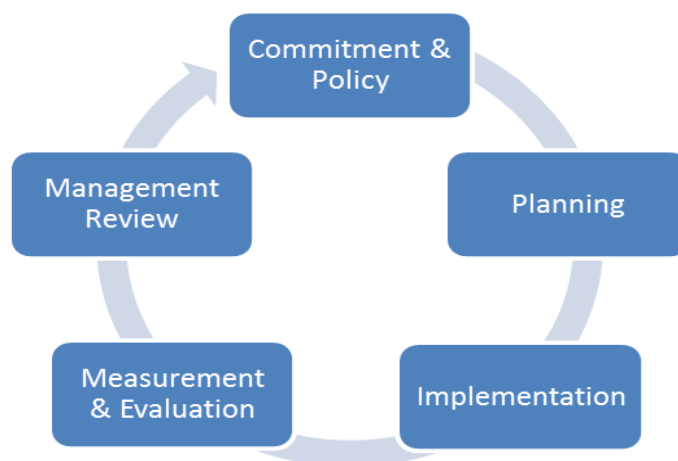 Commitment &
Policy
Planning
Implementation
Measurement
& Evaluation
Management
Review